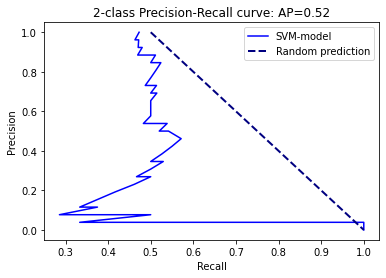 2-class Precision-Recall curve: AP=0.52
1.0
0.8
0.6
0.4
0.2
0.0
Precision
SVM-model
Random prediction
0.3 0.4 0.5 0.6 0.7 0.8 0.9 1.0
Recall